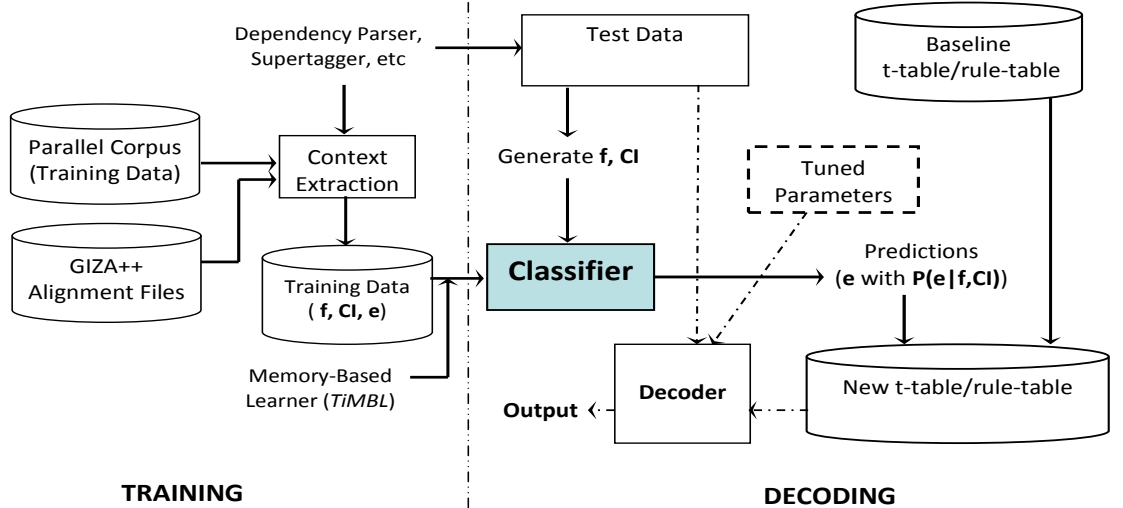 Dependency Parser,
Supertagger, etc
Test Data
Baseline
t-table/rule-table
Parallel Corpus
(Training Data)
Context
Extraction
Generate f, CI
Tuned
Parameters
GIZA++
Alignment Files
Training Data
( f, CI, e)
Classifier
Predictions
(e with P(e|f,CI))
Memory-Based
Learner (TiMBL)
Output
Decoder
New t-table/rule-table
TRAINING
DECODING